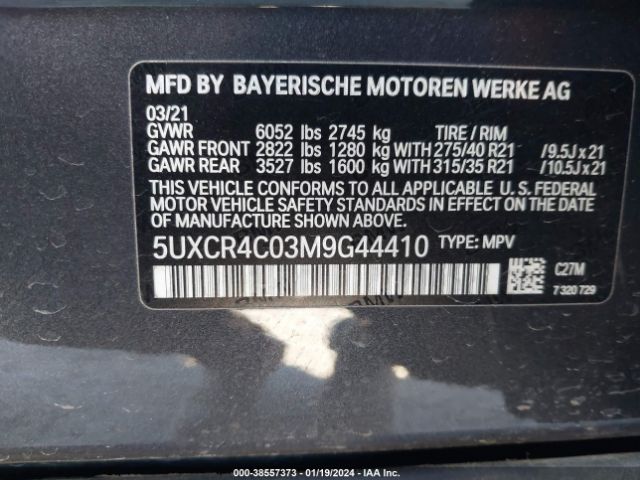 MFD BY BAYERISCHE MOTOREN WERKE AG
03/21
GVWR 6052 lbs 2745 kg TIRE / RIM
GAWR FRONT 2822 lbs 1280 kg WITH 275/40 R21 /9.5J x 21
GAWR REAR 3527 lbs 1600 kg WITH 315/35 R21 /10.5J x 21
THIS VEHICLE CONFORMS TO ALL APPLICABLE U. S. FEDERAL
MOTOR VEHICLE SAFETY STANDARDS IN EFFECT ON THE DATE
OF MANUFACTURE SHOWN ABOVE.
5UXCR4C03M9G44410 TYPE: MPV
C27M
7 320 729
000-38557373 - 01/19/2024 - IAA Inc.